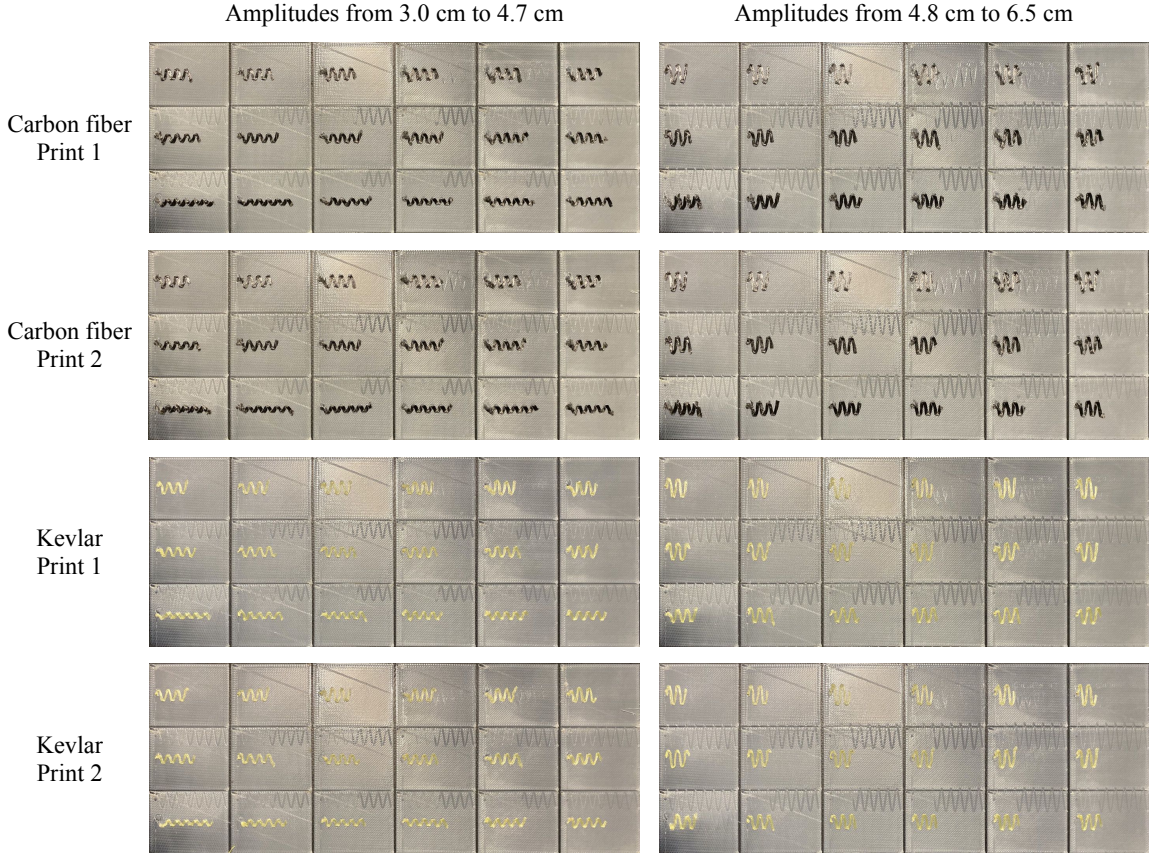 Amplitudes from 3.0 cm to 4.7 cm
Amplitudes from 4.8 cm to 6.5 cm
Carbon fiber
Print 1
Carbon fiber
Print 2
Kevlar
Print 1
Kevlar
Print 2